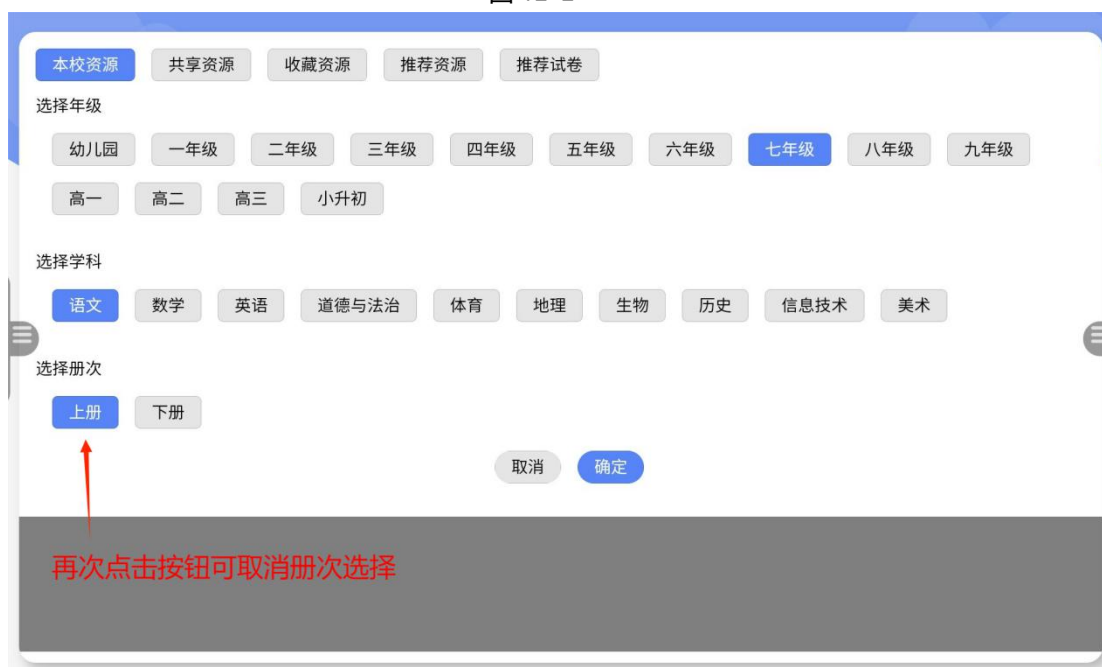 本校资源 共享资源 收藏资源 推荐资源 推荐试卷
选择年级
幼儿园 一年级 二年级 三年级 四年级 五年级 六年级 七年级 八年级 九年级
高一 高二 高三 小升初
选择学科
语文 数学 英语 道德与法治 体育 地理 生物 历史 信息技术 美术
选择册次
上册 下册
取消 确定
再次点击按钮可取消册次选择